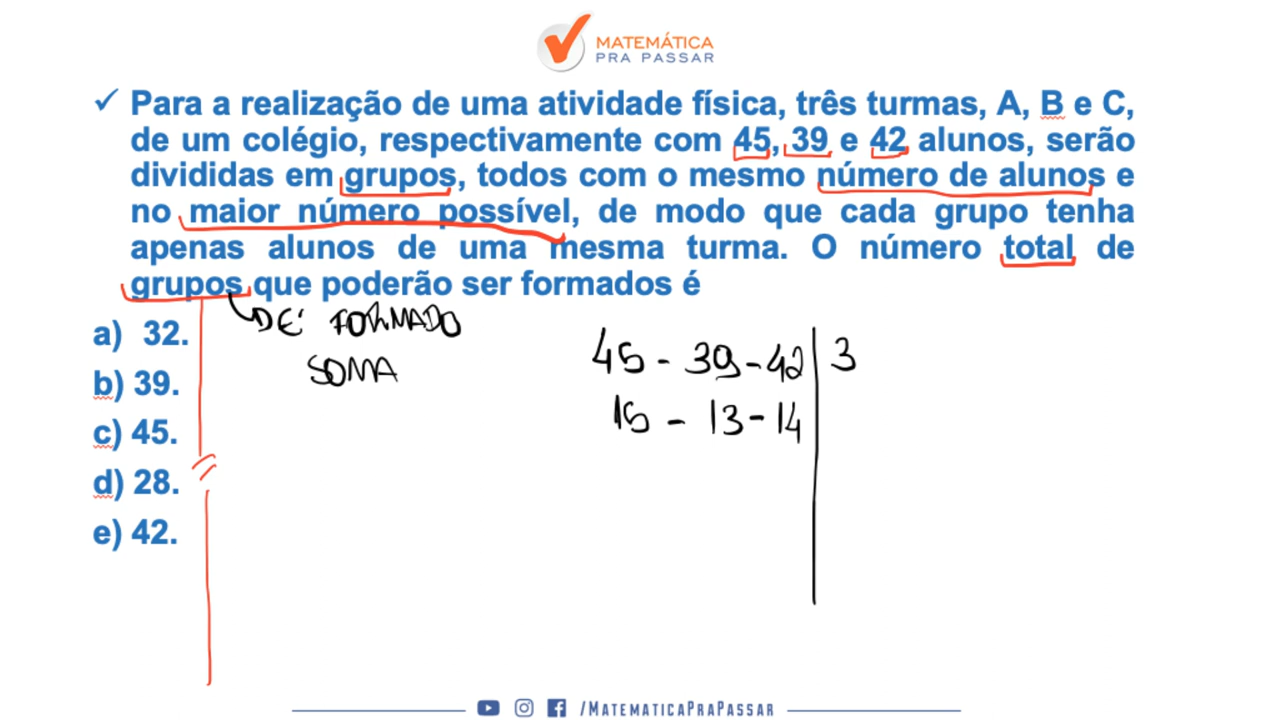 MATEMÁTICA
PRA PASSAR
✓ Para a realização de uma atividade física, três turmas, A, B e C,
de um colégio, respectivamente com 45, 39 e 42 alunos, serão
divididas em grupos, todos com o mesmo número de alunos e
no maior número possível, de modo que cada grupo tenha
apenas alunos de uma mesma turma. O número total de
grupos que poderão ser formados é
DE' FORMADO
SOMA
a) 32.
b) 39.
c) 45.
d) 28.
e) 42.
45 - 39 - 42 | 3
15 - 13 - 14
/MATEMATICAPRAPASSAR